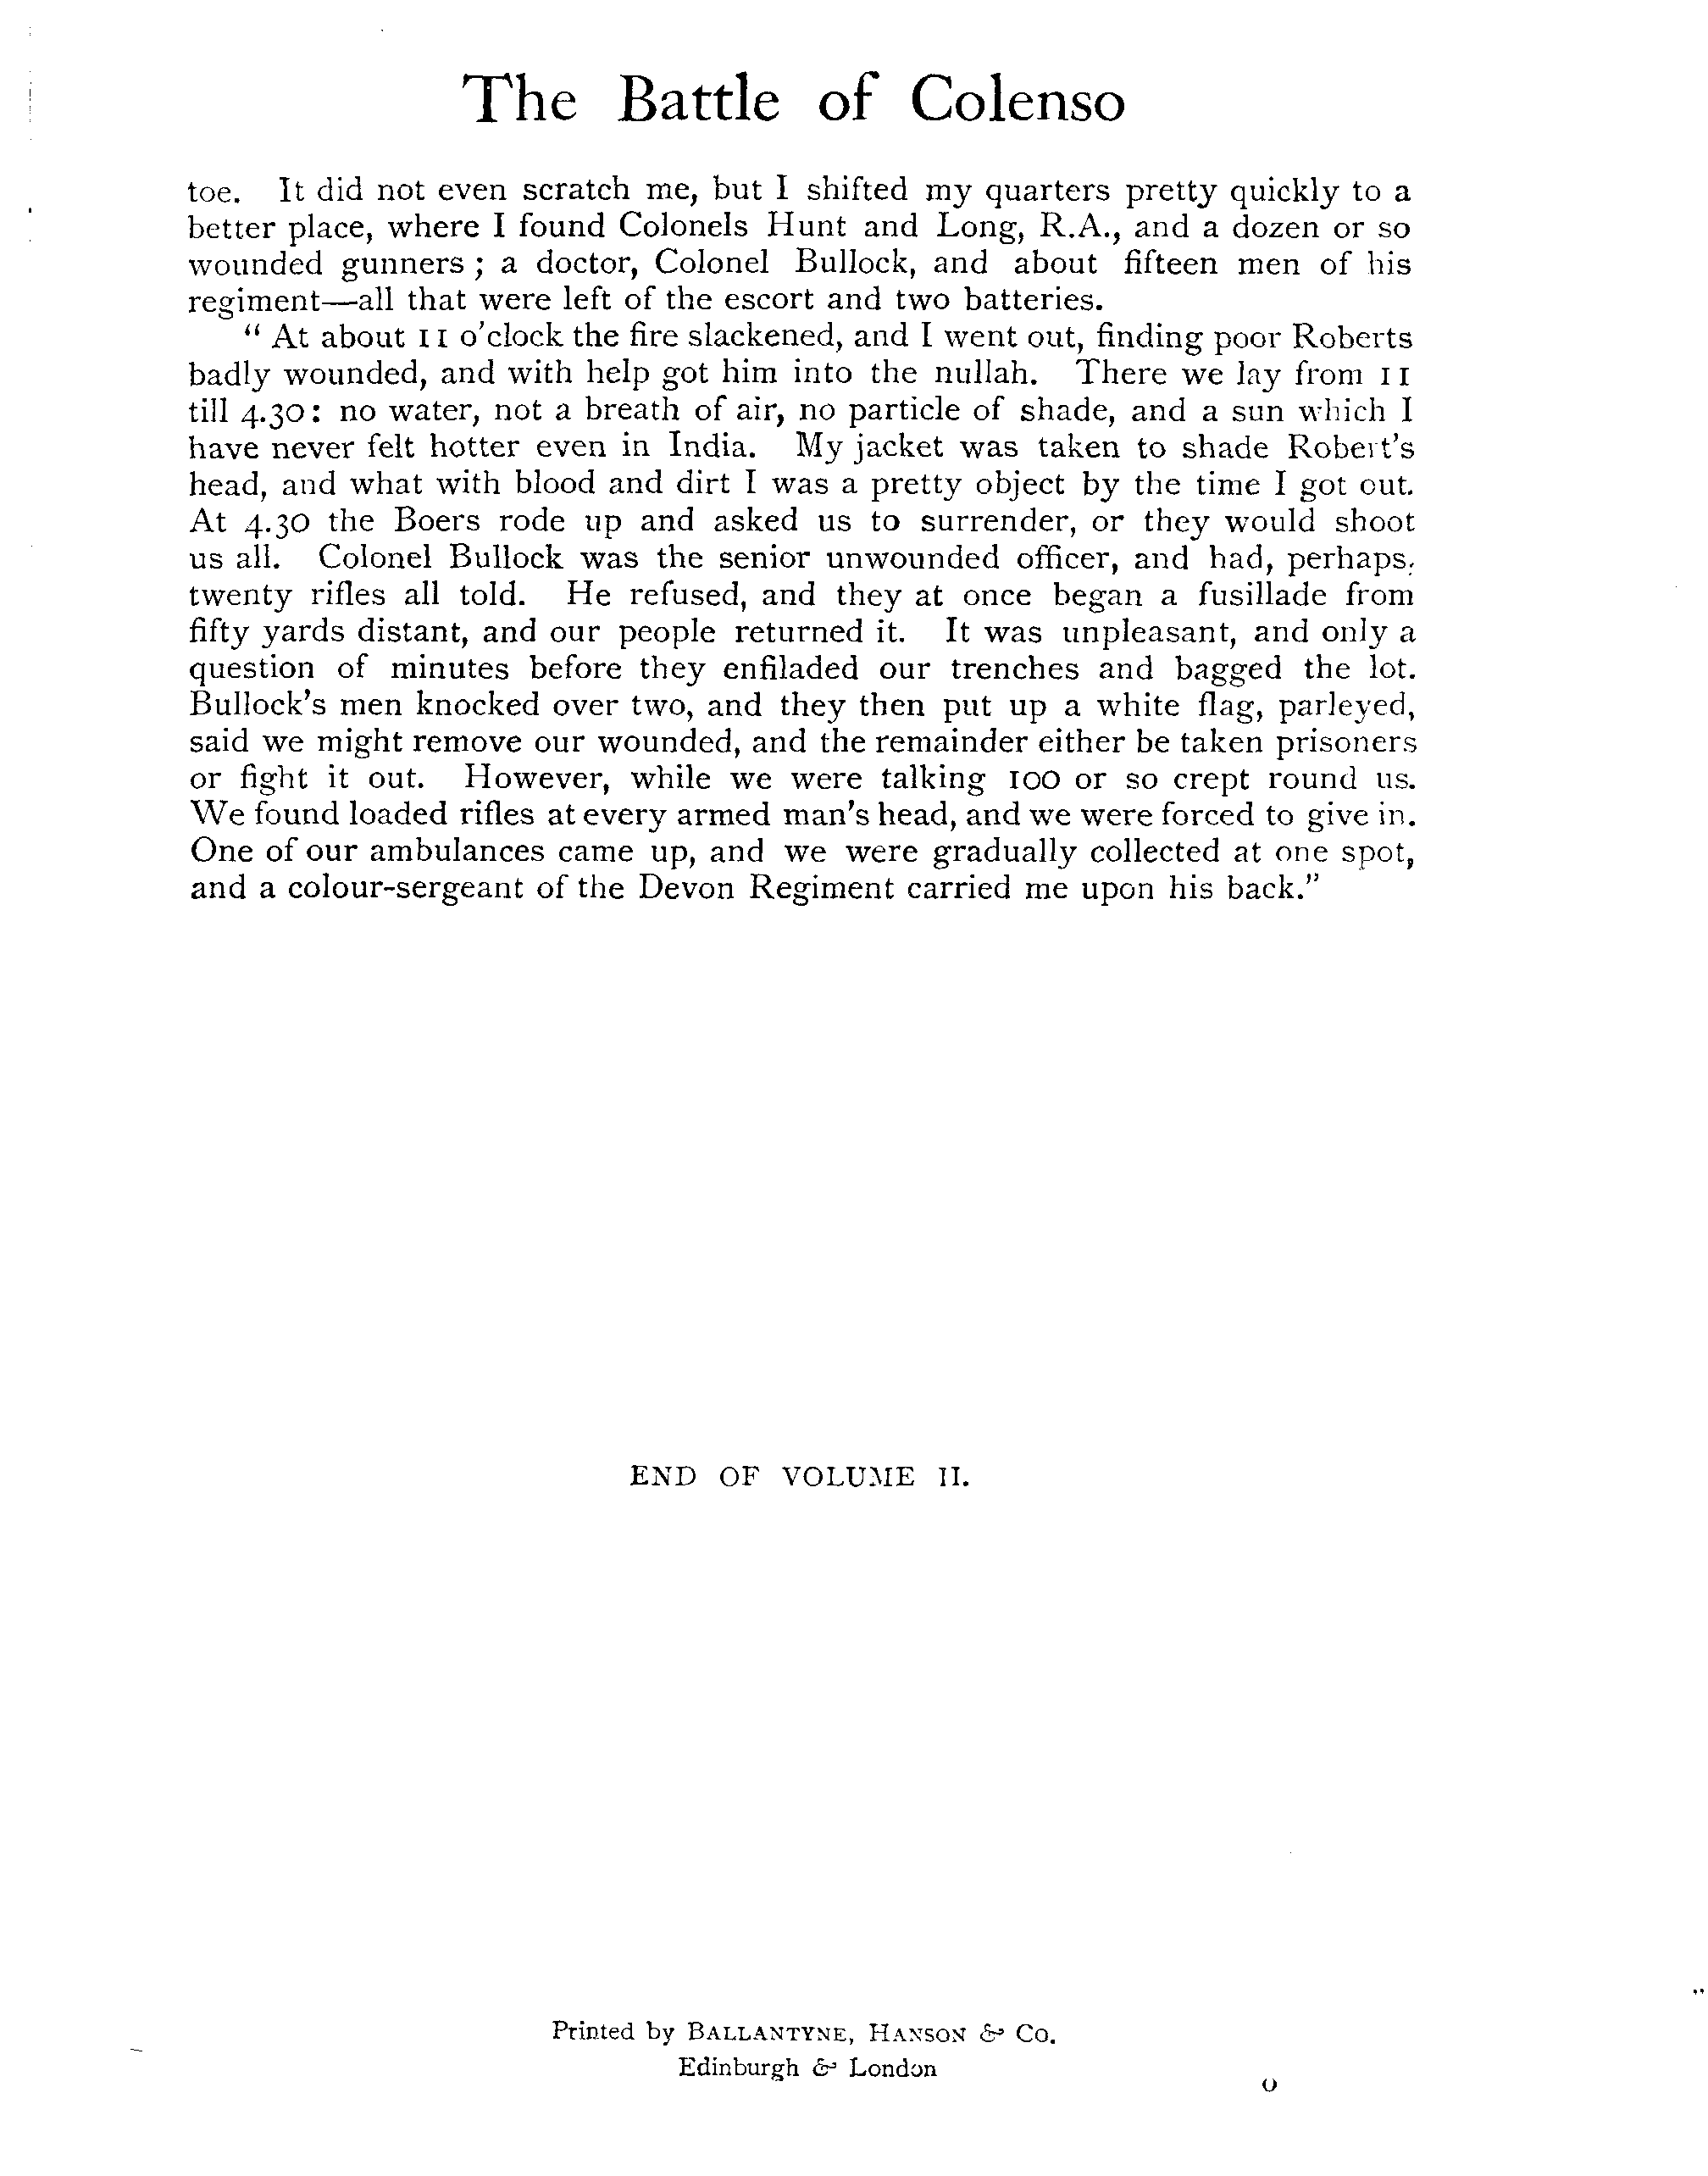 The Battle of Colenso
toe. It did not even scratch me, but I shifted my quarters pretty quickly to a
better place, where I found Colonels Hunt and Long, R.A., and a dozen or so
wounded gunners ; a doctor, Colonel Bullock, and about fifteen men of his
regiment—all that were left of the escort and two batteries.
“ At about 11 o'clock the fire slackened, and I went out, finding poor Roberts
badly wounded, and with help got him into the nullah. There we lay from 11
till 4.30: no water, not a breath of air, no particle of shade, and a sun which I
have never felt hotter even in India. My jacket was taken to shade Robert's
head, and what with blood and dirt I was a pretty object by the time I got out.
At 4.30 the Boers rode up and asked us to surrender, or they would shoot
us all. Colonel Bullock was the senior unwounded officer, and had, perhaps,
twenty rifles all told. He refused, and they at once began a fusillade from
fifty yards distant, and our people returned it. It was unpleasant, and only a
question of minutes before they enfiladed our trenches and bagged the lot.
Bullock's men knocked over two, and they then put up a white flag, parleyed,
said we might remove our wounded, and the remainder either be taken prisoners
or fight it out. However, while we were talking 100 or so crept round us.
We found loaded rifles at every armed man's head, and we were forced to give in.
One of our ambulances came up, and we were gradually collected at one spot,
and a colour-sergeant of the Devon Regiment carried me upon his back.”
END OF VOLUME II.
Printed by BALLANTYNE, HANSON & Co.
Edinburgh & London